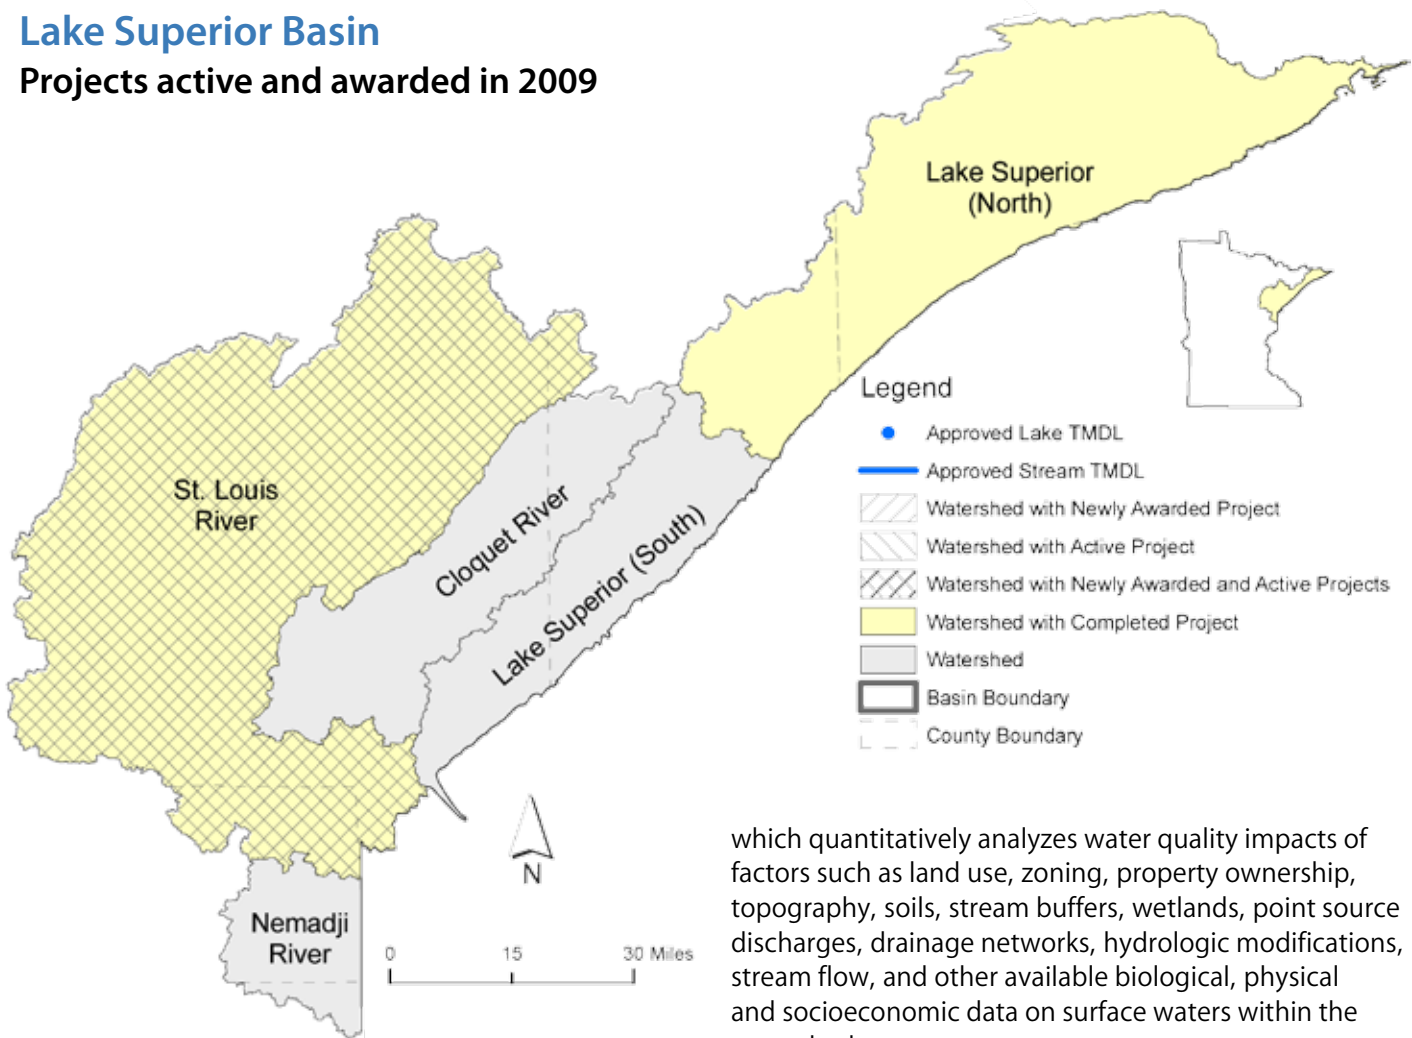 Lake Superior Basin
Projects active and awarded in 2009
Lake Superior
(North)
St. Louis
River
Cloquet River
Lake Superior (South)
Nemadji
River
Legend
Approved Lake TMDL
Approved Stream TMDL
Watershed with Newly Awarded Project
Watershed with Active Project
Watershed with Newly Awarded and Active Projects
Watershed with Completed Project
Watershed
Basin Boundary
County Boundary
N
0 15 30 Miles
which quantitatively analyzes water quality impacts of
factors such as land use, zoning, property ownership,
topography, soils, stream buffers, wetlands, point source
discharges, drainage networks, hydrologic modifications,
stream flow, and other available biological, physical
and socioeconomic data on surface waters within the